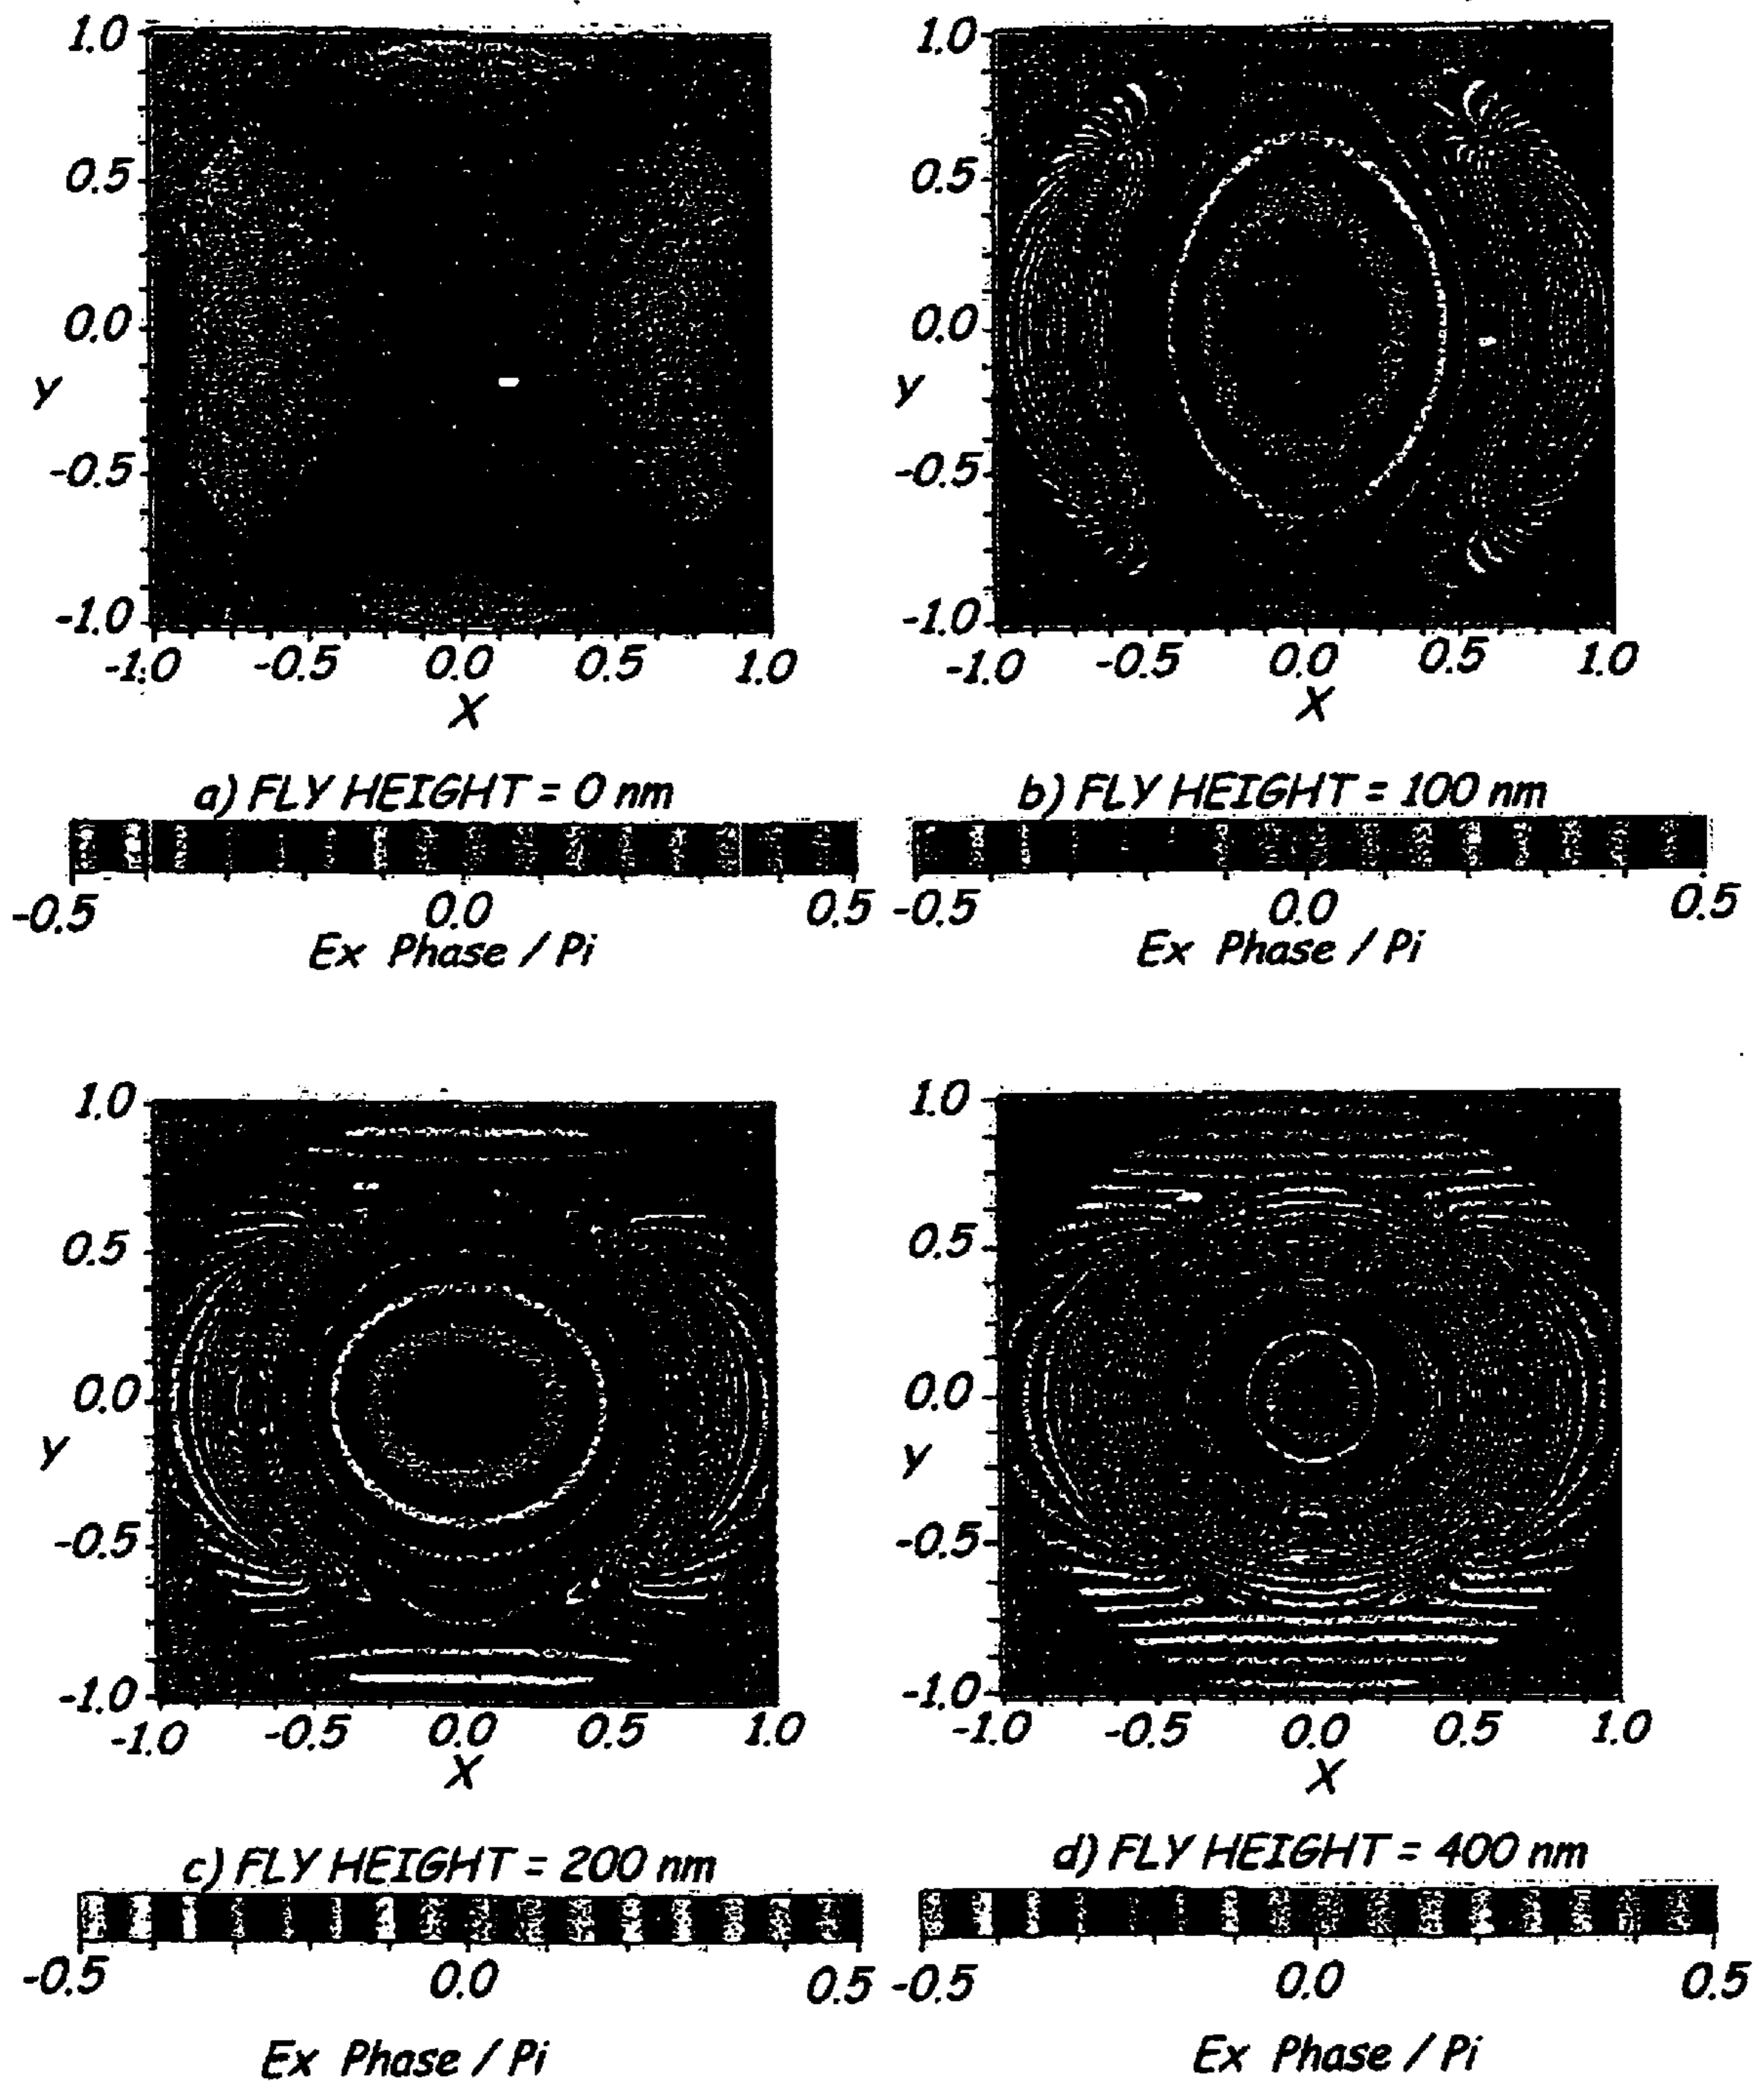 1.0
0.5
0.0
Y
-0.5
-1.0
-1.0 -0.5 0.0 0.5 1.0
X
a) FLY HEIGHT = 0 nm
-0.5 0.0 0.5
Ex Phase / Pi
1.0
0.5
0.0
Y
-0.5
-1.0
-1.0 -0.5 0.0 0.5 1.0
X
b) FLY HEIGHT = 100 nm
-0.5 0.0 0.5
Ex Phase / Pi
1.0
0.5
0.0
Y
-0.5
-1.0
-1.0 -0.5 0.0 0.5 1.0
X
c) FLY HEIGHT = 200 nm
-0.5 0.0 0.5
Ex Phase / Pi
1.0
0.5
0.0
Y
-0.5
-1.0
-1.0 -0.5 0.0 0.5 1.0
X
d) FLY HEIGHT = 400 nm
-0.5 0.0 0.5
Ex Phase / Pi